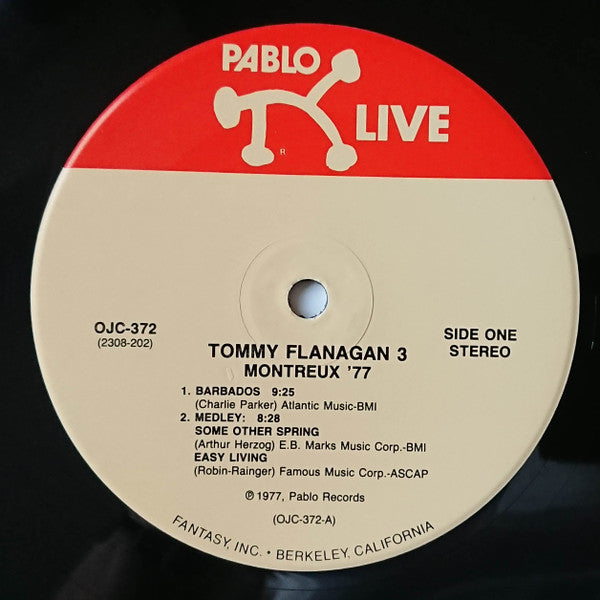 PABLO
LIVE
R
OJC-372
(2308-202)
SIDE ONE
STEREO
TOMMY FLANAGAN 3
MONTREUX '77
1. BARBADOS 9:25
(Charlie Parker) Atlantic Music-BMI
2. MEDLEY: 8:28
SOME OTHER SPRING
(Arthur Herzog) E.B. Marks Music Corp.-BMI
EASY LIVING
(Robin-Rainger) Famous Music Corp.-ASCAP
℗ 1977, Pablo Records
(OJC-372-A)
FANTASY, INC. • BERKELEY, CALIFORNIA